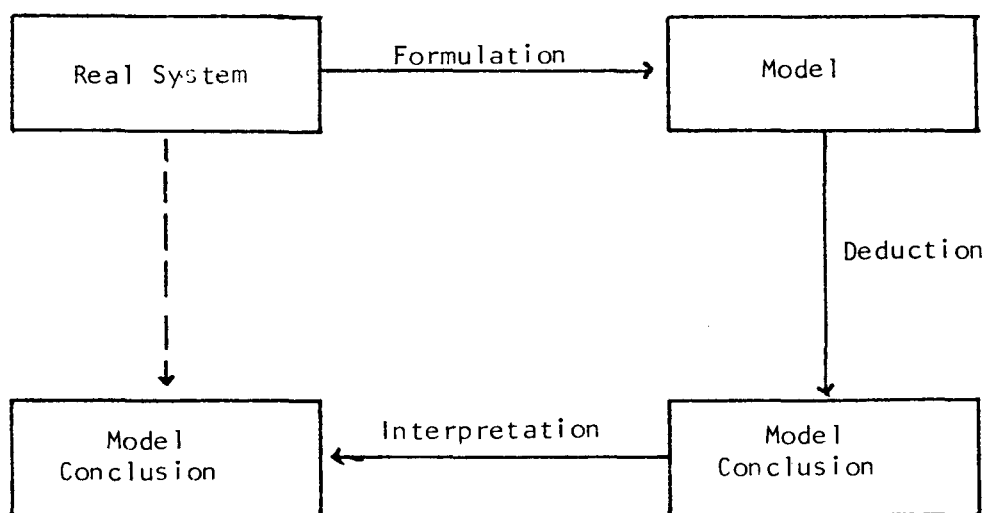 Real System
Formulation
Model
Deduction
Model
Conclusion
Interpretation
Model
Conclusion